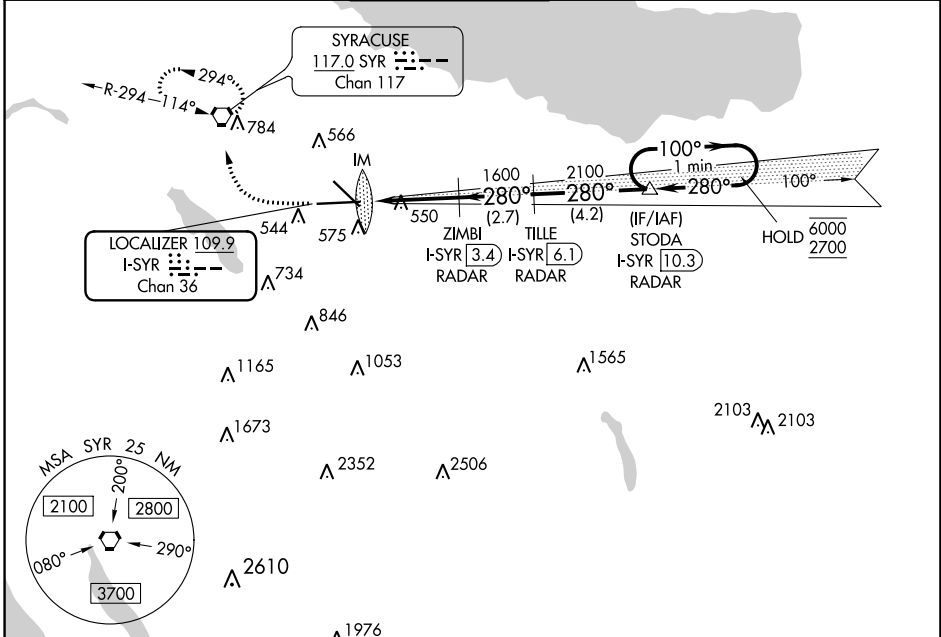 SYRACUSE
117.0 SYR
Chan 117
294°
R-294
114°
784
566
IM
1600
2100
100°
1 min
280°
280°
280°
100°
(2.7)
(4.2)
550
544
575
ZIMBI
I-SYR 3.4
RADAR
TILLE
I-SYR 6.1
RADAR
(IF/IAF)
STODA
I-SYR 10.3
RADAR
HOLD 6000
2700
LOCALIZER 109.9
I-SYR
Chan 36
734
846
1165
1053
1565
1673
2103
2103
2352
2506
MSA SYR 25 NM
200°
2100
2800
080°
290°
3700
2610
1976